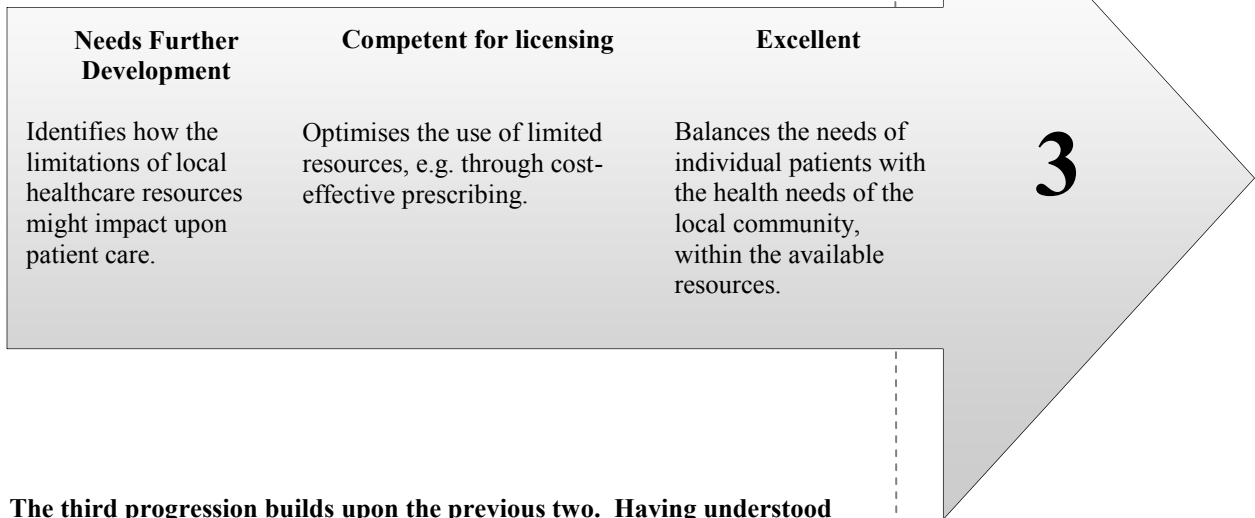 Needs Further
Development
Competent for licensing
Excellent
Identifies how the
limitations of local
healthcare resources
might impact upon
patient care.
Optimises the use of limited
resources, e.g. through cost-
effective prescribing.
Balances the needs of
individual patients with
the health needs of the
local community,
within the available
resources.
3
The third progression builds upon the previous two.  Having understood